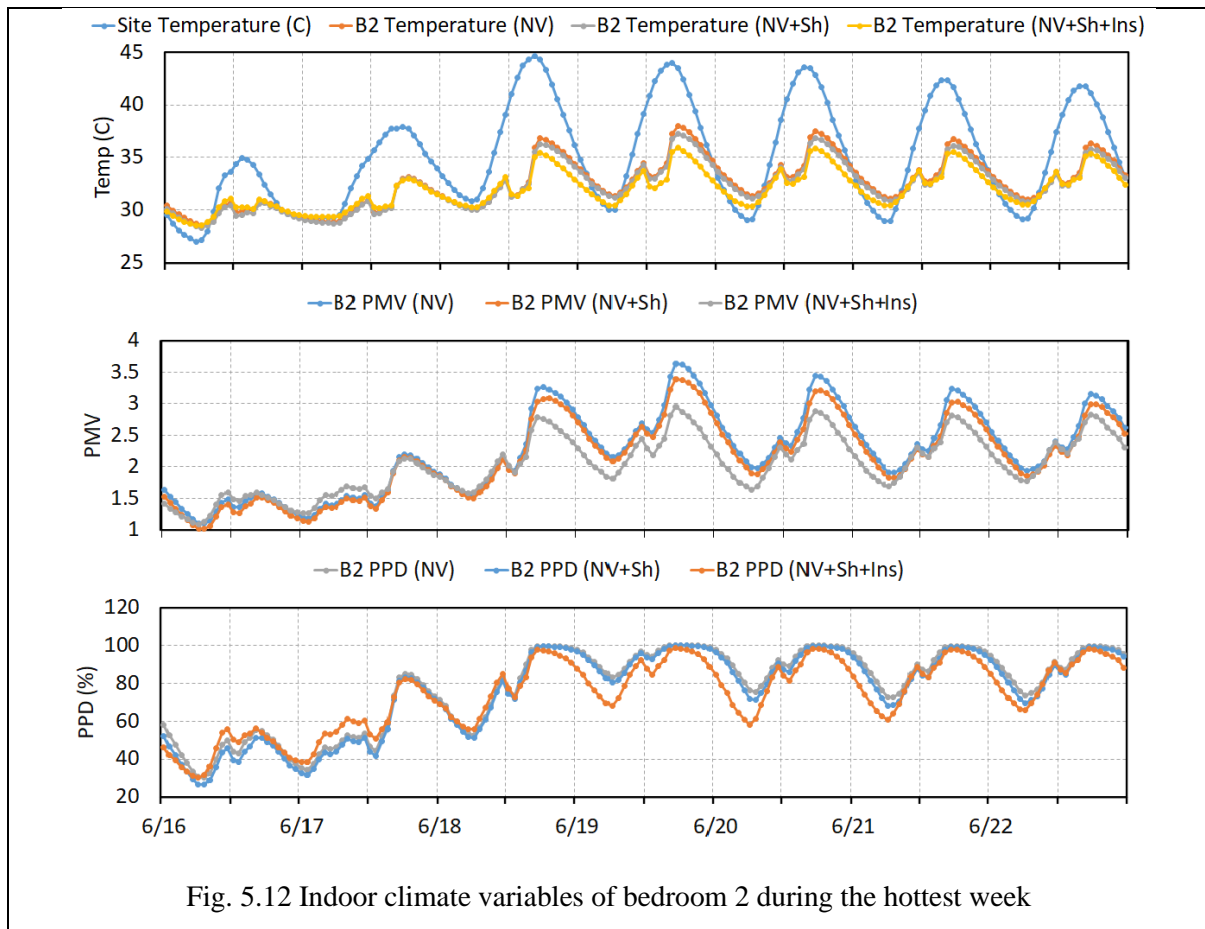 Site Temperature (C) B2 Temperature (NV) B2 Temperature (NV+Sh) B2 Temperature (NV+Sh+Ins)
45
40
35
30
25
Temp (C)
B2 PMV (NV) B2 PMV (NV+Sh) B2 PMV (NV+Sh+Ins)
4
3.5
3
2.5
2
1.5
1
PMV
B2 PPD (NV) B2 PPD (NV+Sh) B2 PPD (NV+Sh+Ins)
120
100
80
60
40
20
PPD (%)
6/16 6/17 6/18 6/19 6/20 6/21 6/22
Fig. 5.12 Indoor climate variables of bedroom 2 during the hottest week